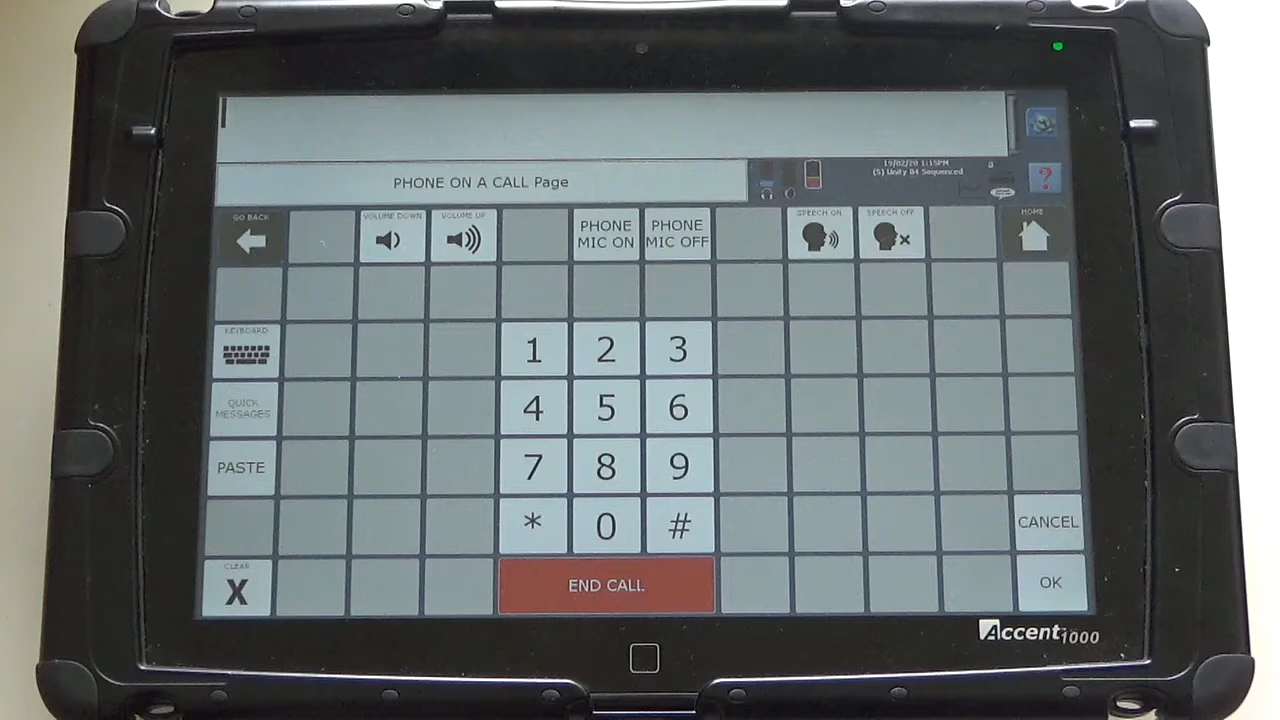 19/02/20 1:15PM
a
(S) Unity 84 Sequenced
PHONE ON A CALL Page
?
GO BACK
VOLUME DOWN
VOLUME UP
PHONE
MIC ON
PHONE
MIC OFF
SPEECH ON
SPEECH OFF
HOME
KEYBOARD
1
2
3
QUICK
MESSAGES
4
5
6
PASTE
7
8
9
*
0
#
CANCEL
CLEAR
X
END CALL.
OK
Accent 1000